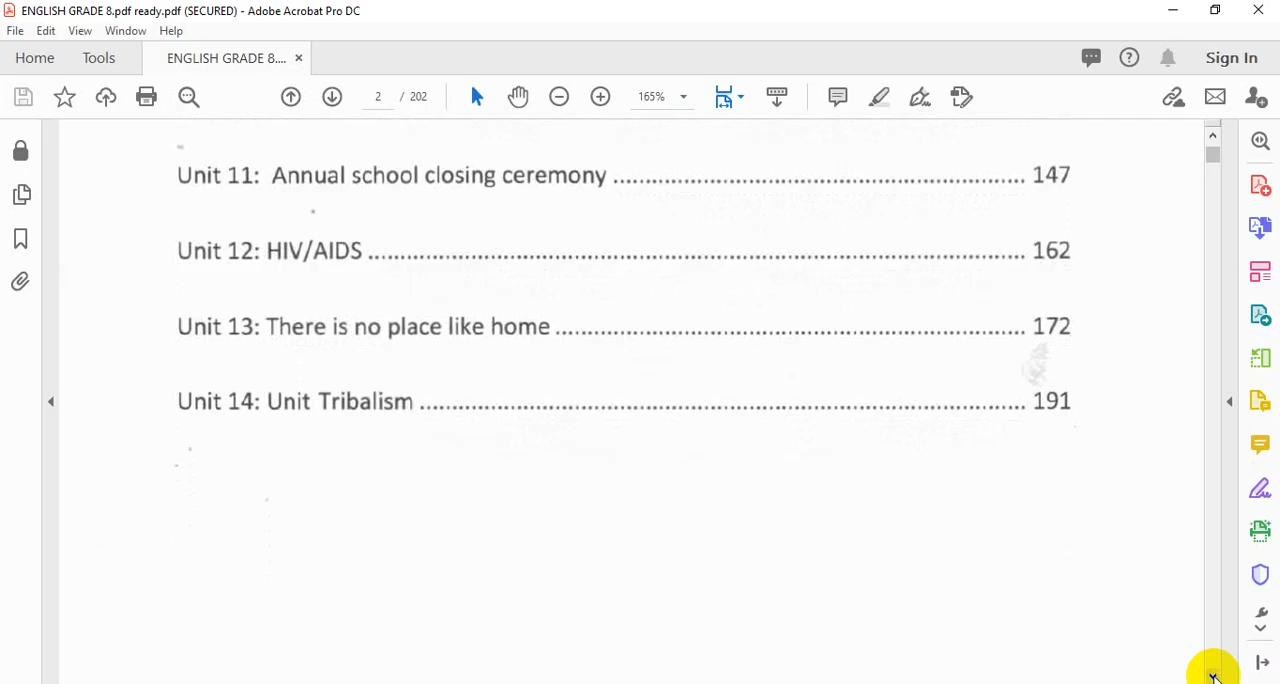 ENGLISH GRADE 8.pdf ready.pdf (SECURED) - Adobe Acrobat Pro DC
File Edit View Window Help
Home Tools ENGLISH GRADE 8.... × Sign In
2 / 202 165%
Unit 11: Annual school closing ceremony ........................................................................ 147
Unit 12: HIV/AIDS ........................................................................ 162
Unit 13: There is no place like home ........................................................................ 172
Unit 14: Unit Tribalism ........................................................................ 191